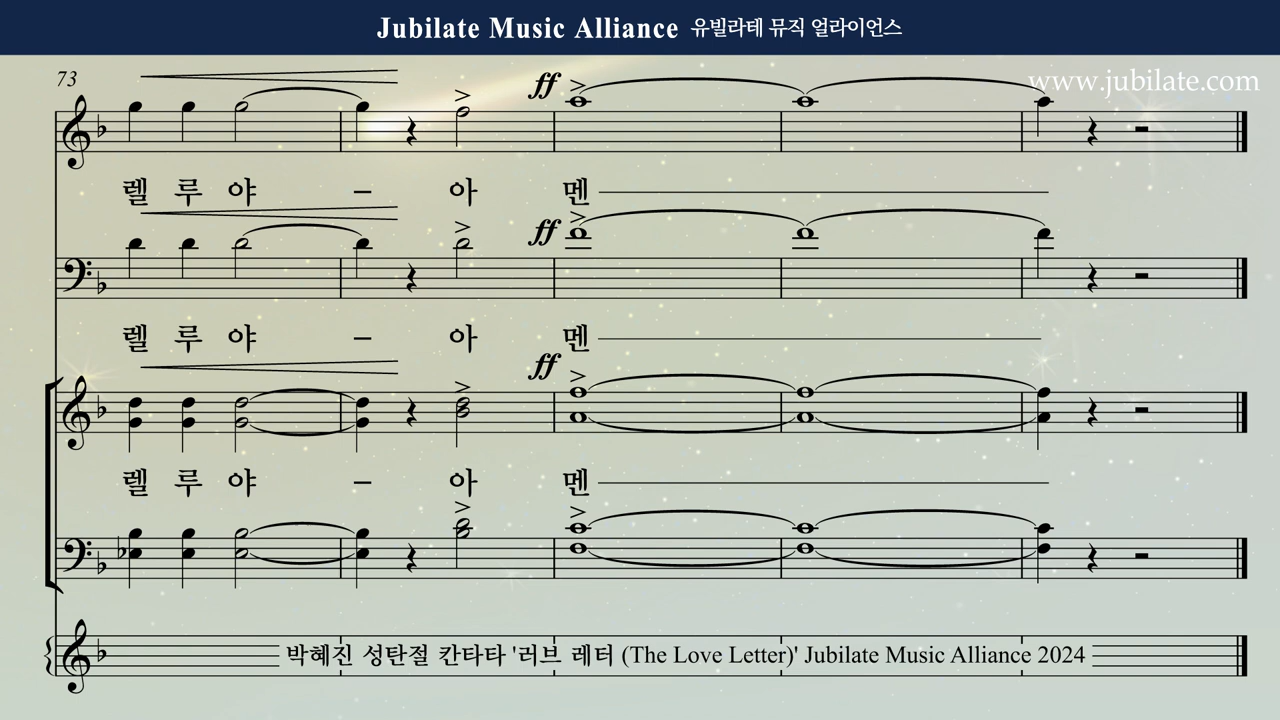 Jubilate Music Alliance 유빌라테 뮤직 얼라이언스
www.jubilate.com
73
ff
렐 루 야 – 아 멘
ff
렐 루 야 – 아 멘
ff
렐 루 야 – 아 멘
박혜진 성탄절 칸타타 '러브 레터 (The Love Letter)' Jubilate Music Alliance 2024